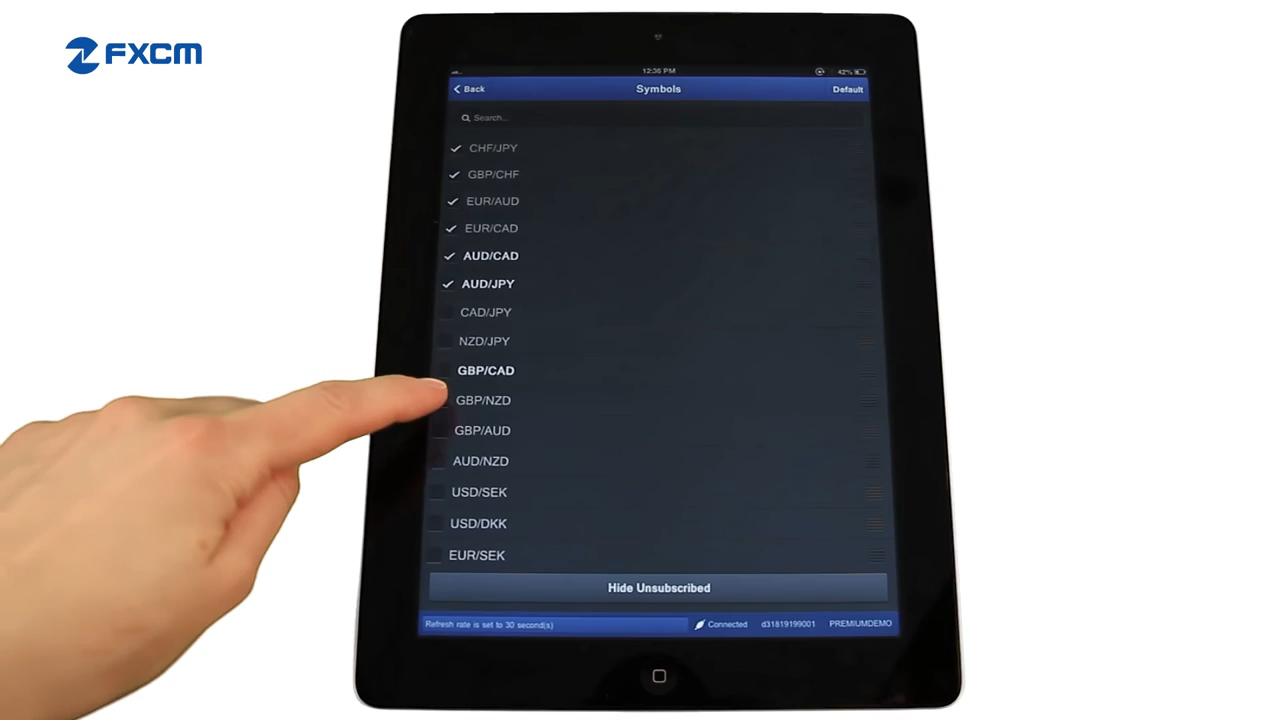 FXCM
12:36 PM
42%
Back
Symbols
Default
Search...
CHF/JPY
GBP/CHF
EUR/AUD
EUR/CAD
AUD/CAD
AUD/JPY
CAD/JPY
NZD/JPY
GBP/CAD
GBP/NZD
GBP/AUD
AUD/NZD
USD/SEK
USD/DKK
EUR/SEK
Hide Unsubscribed
Refresh rate is set to 30 second(s)
Connected
d31819199001
PREMIUMDEMO